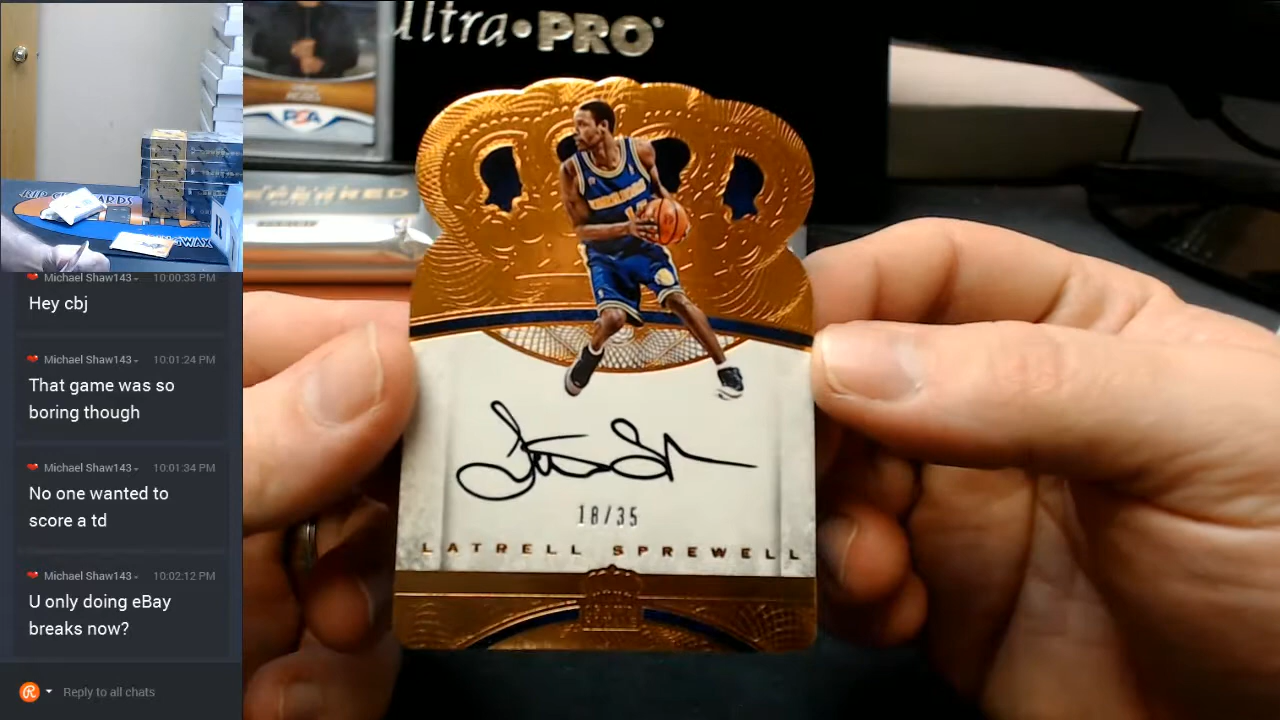 Ultra•PRO
PSA
WARRIORS
18/35
LATRELL SPREWELL
Michael Shaw143 10:00:33 PM
Hey cbj
Michael Shaw143 10:01:24 PM
That game was so
boring though
Michael Shaw143 10:01:34 PM
No one wanted to
score a td
Michael Shaw143 10:02:12 PM
U only doing eBay
breaks now?
Reply to all chats